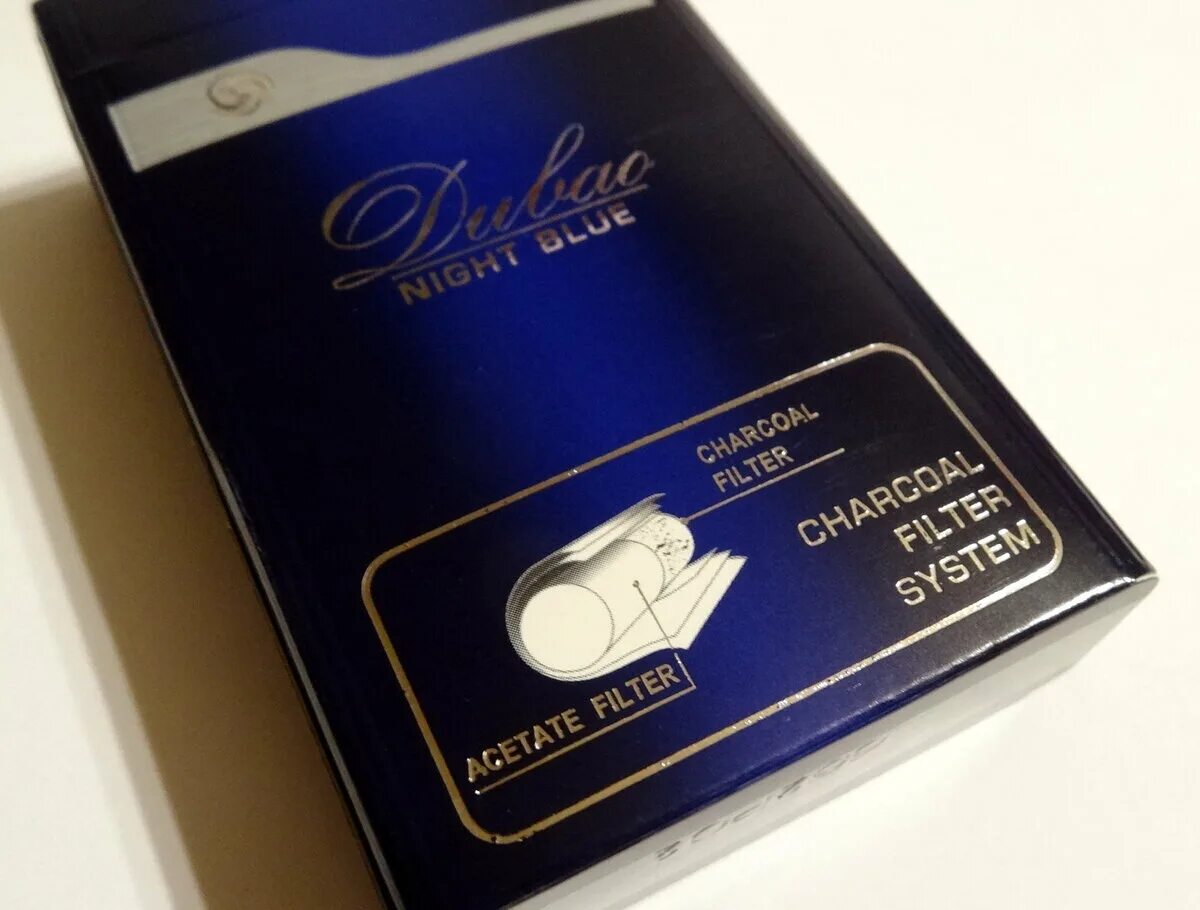 Dubao
NIGHT BLUE
CHARCOAL
FILTER
CHARCOAL
FILTER
SYSTEM
ACETATE FILTER